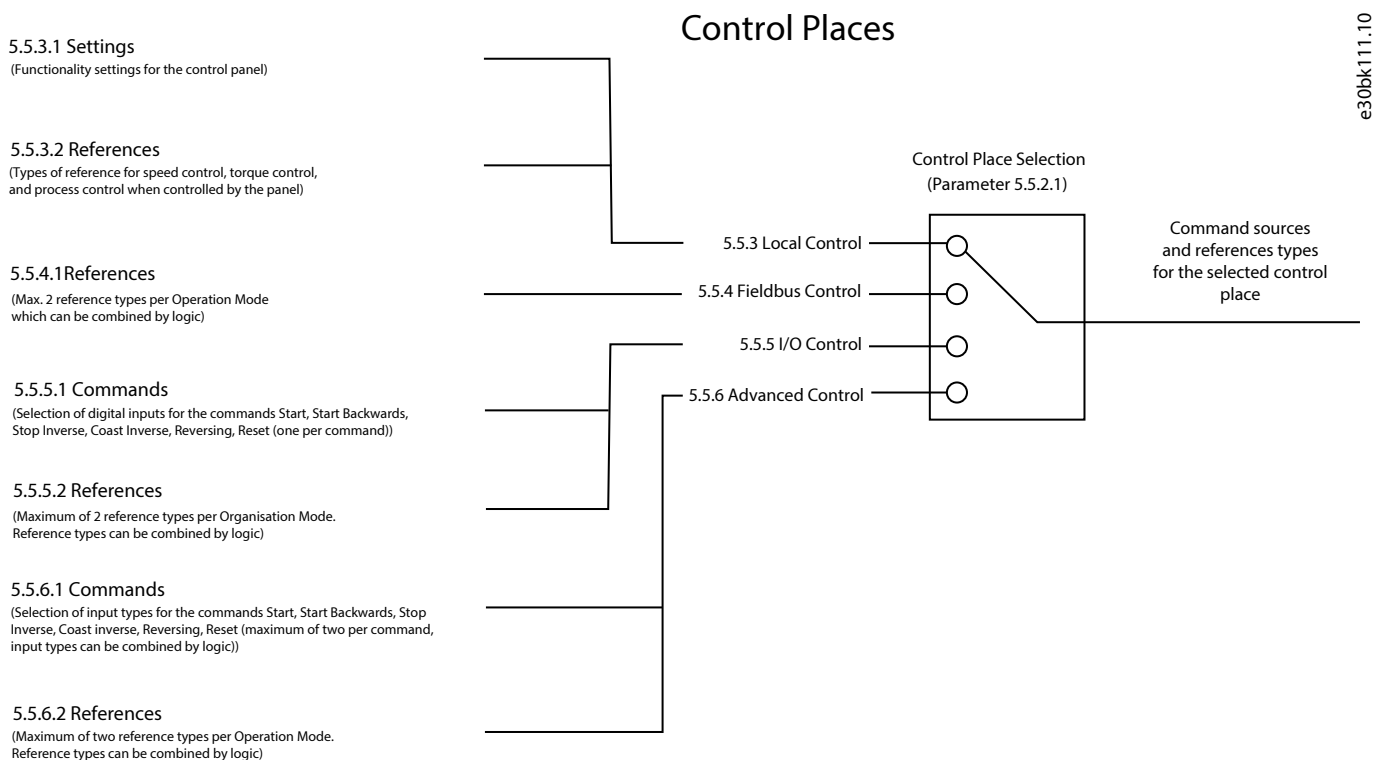 Control Places
e30bk111.10
5.5.3.1 Settings
(Functionality settings for the control panel)
5.5.3.2 References
(Types of reference for speed control, torque control,
and process control when controlled by the panel)
5.5.4.1References
(Max. 2 reference types per Operation Mode
which can be combined by logic)
5.5.5.1 Commands
(Selection of digital inputs for the commands Start, Start Backwards,
Stop Inverse, Coast Inverse, Reversing, Reset (one per command))
5.5.5.2 References
(Maximum of 2 reference types per Organisation Mode.
Reference types can be combined by logic)
5.5.6.1 Commands
(Selection of input types for the commands Start, Start Backwards, Stop
Inverse, Coast inverse, Reversing, Reset (maximum of two per command,
input types can be combined by logic))
5.5.6.2 References
(Maximum of two reference types per Operation Mode.
Reference types can be combined by logic)
5.5.3 Local Control
5.5.4 Fieldbus Control
5.5.5 I/O Control
5.5.6 Advanced Control
Control Place Selection
(Parameter 5.5.2.1)
Command sources
and references types
for the selected control
place